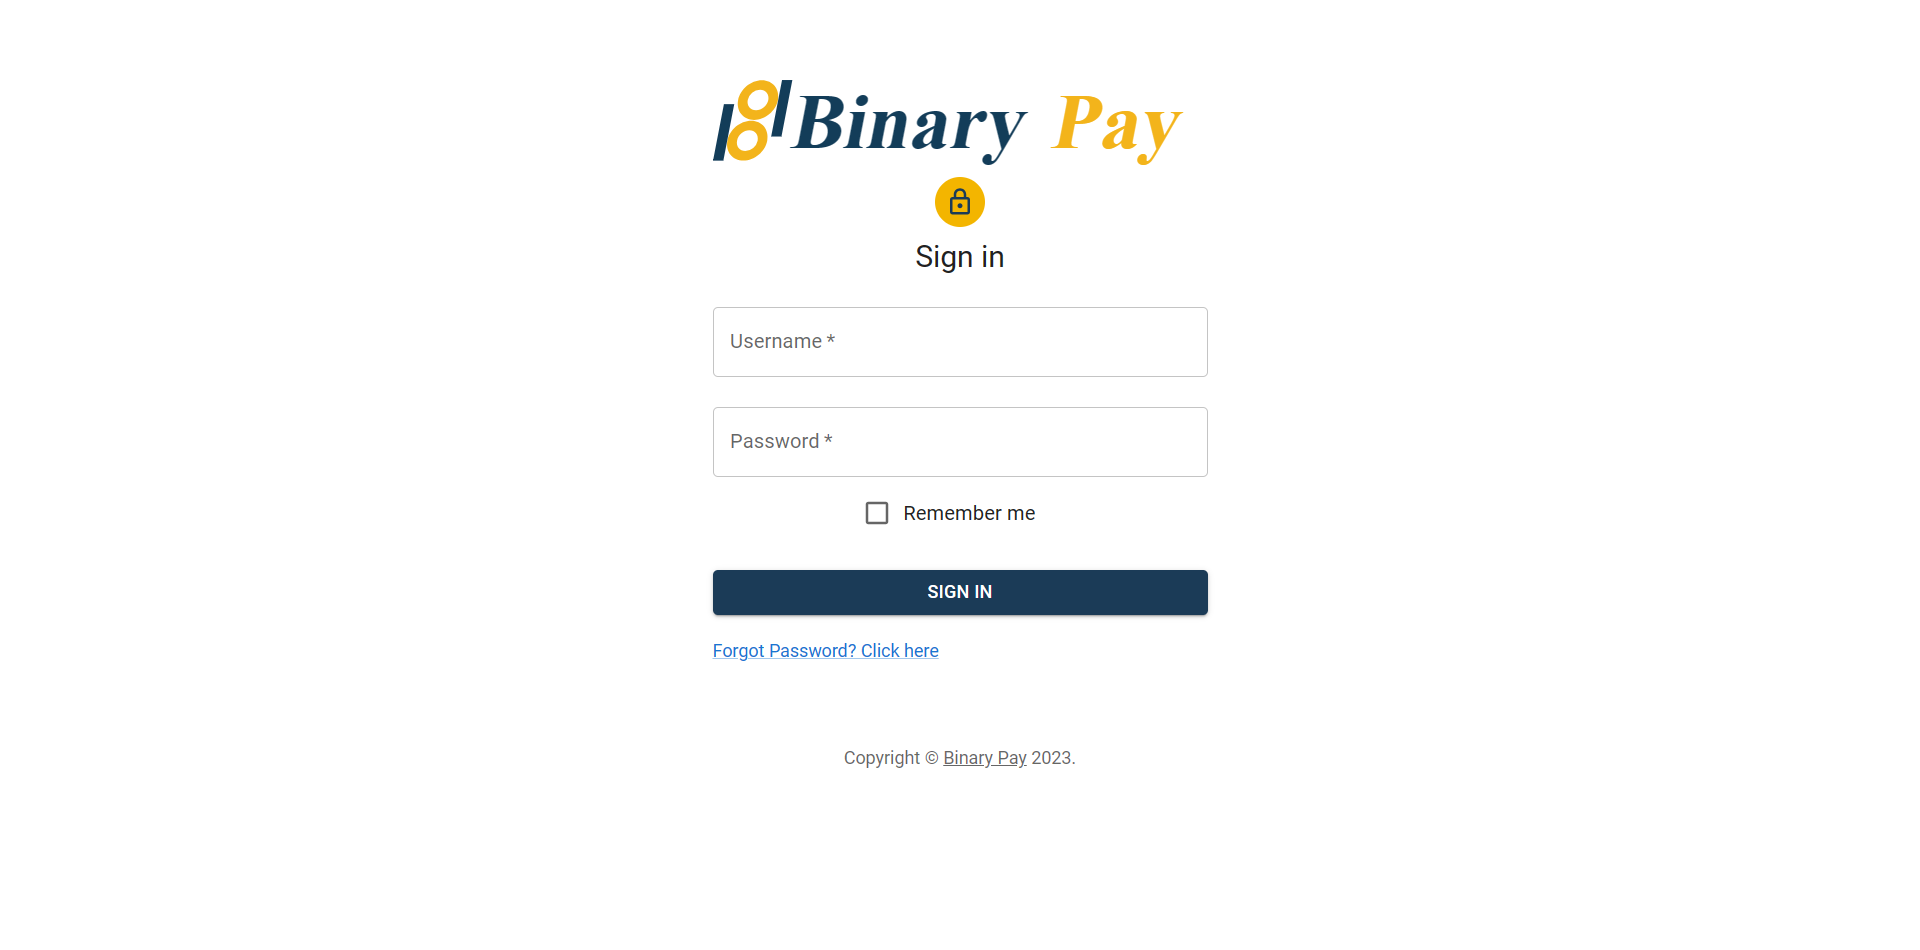 Binary Pay
Sign in
Username *
Password *
Remember me
SIGN IN
Forgot Password? Click here
Copyright © Binary Pay 2023.